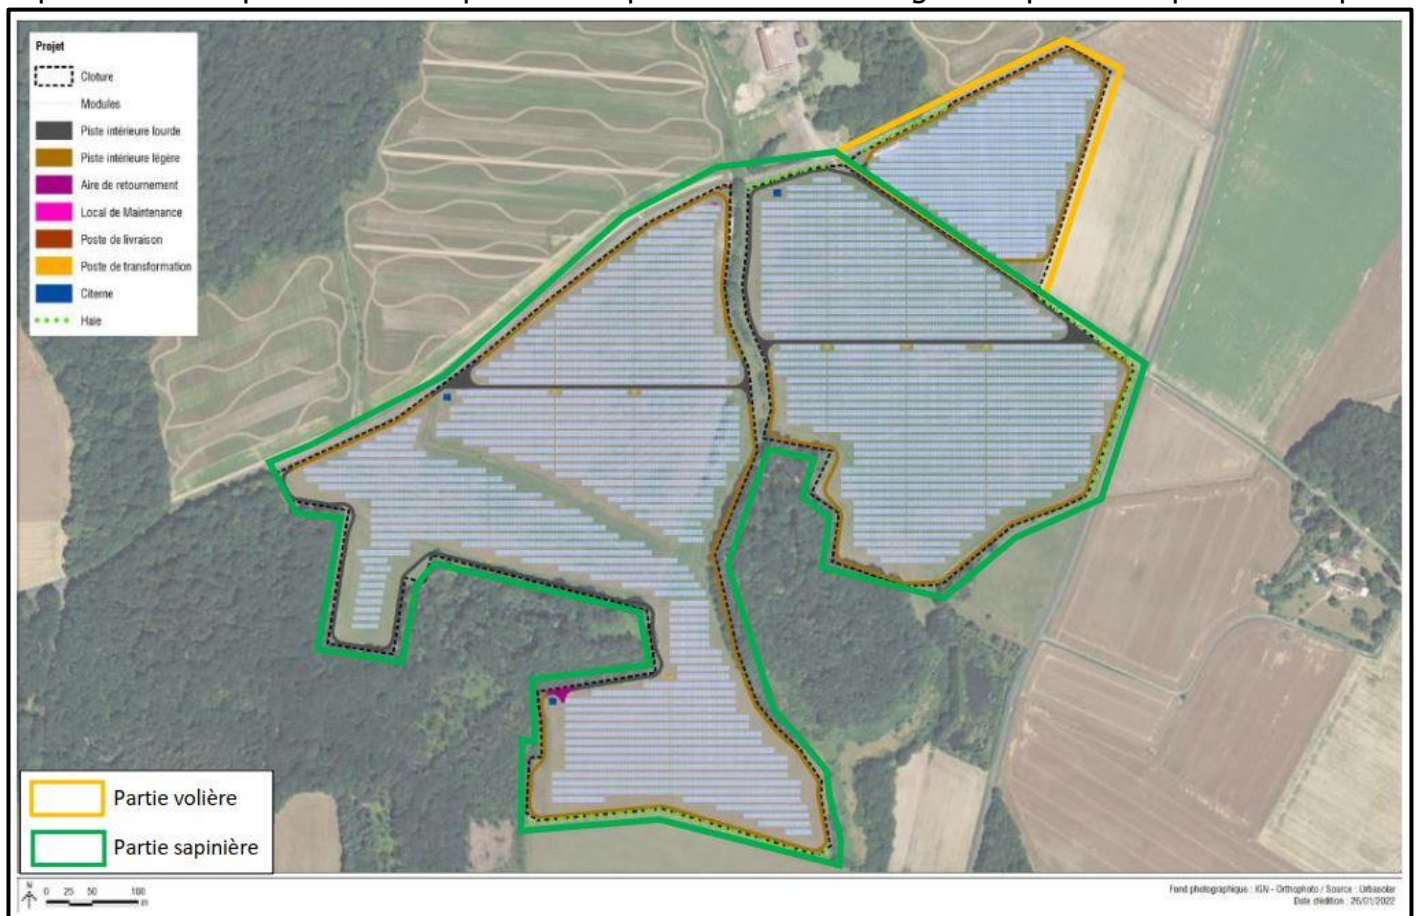 Projet
Cloture
Modules
Piste intérieure lourde
Piste intérieure légère
Aire de retournement
Local de Maintenance
Poste de livraison
Poste de transformation
Citerne
Haie
Partie volière
Partie sapinière
N
0 25 50 100
m
Fond photographique : IGN - Orthophoto / Source : Urbasolar
Date d'édition : 26/01/2022